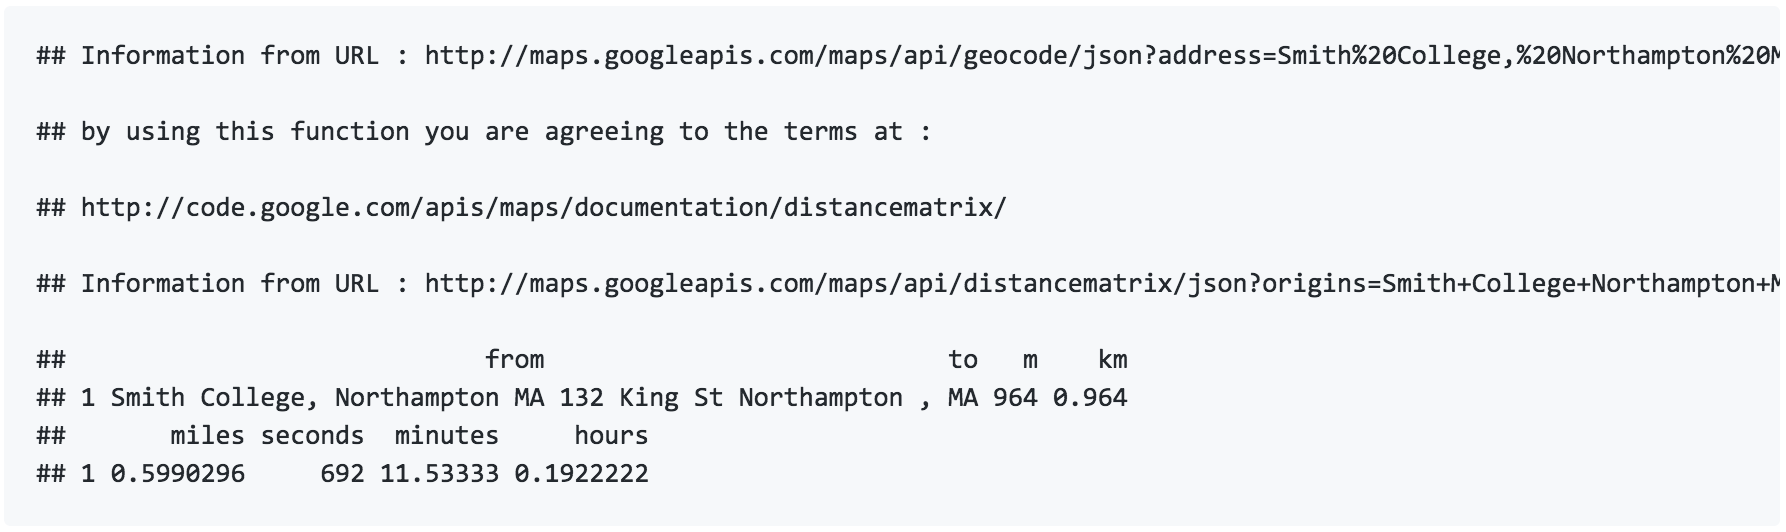 ## Information from URL : http://maps.googleapis.com/maps/api/geocode/json?address=Smith%20College,%20Northampton%20M
## by using this function you are agreeing to the terms at :
## http://code.google.com/apis/maps/documentation/distancematrix/
## Information from URL : http://maps.googleapis.com/maps/api/distancematrix/json?origins=Smith+College+Northampton+M
##                            from                           to   m    km
## 1 Smith College, Northampton MA 132 King St Northampton , MA 964 0.964
##       miles seconds  minutes     hours
## 1 0.5990296     692 11.53333 0.1922222